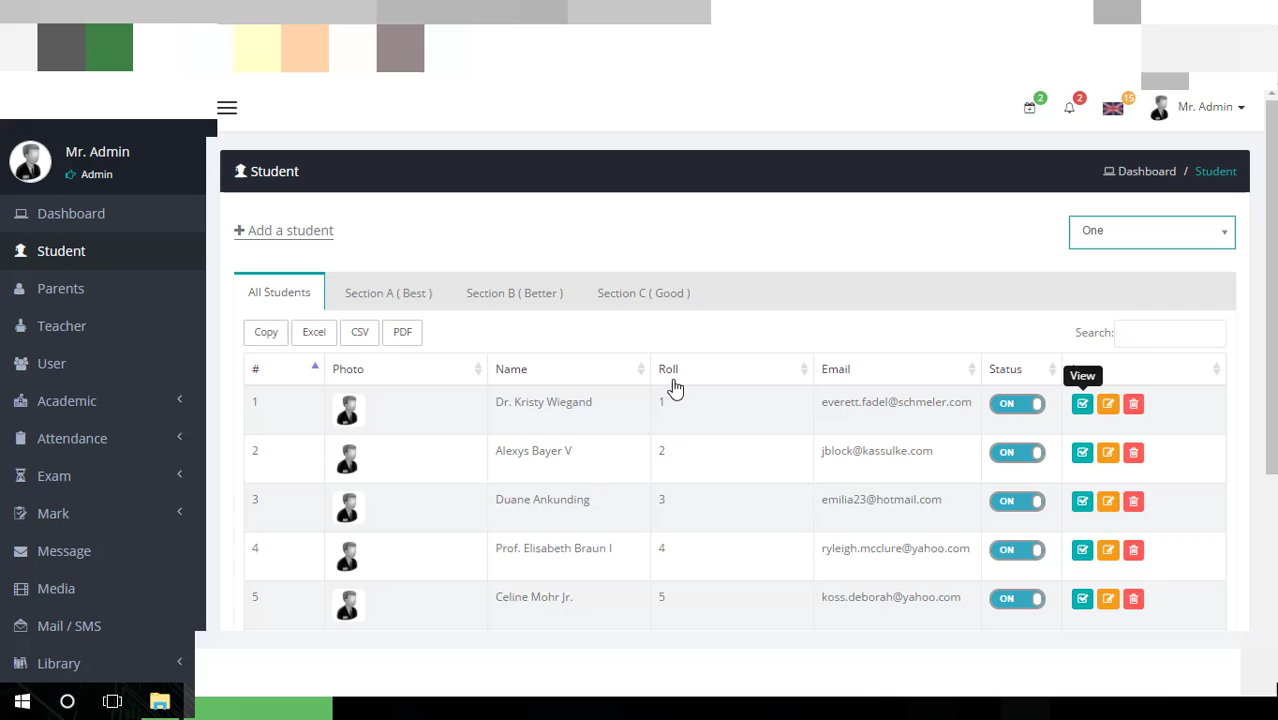 2 2 15 Mr. Admin
Mr. Admin
Admin
Student
Dashboard / Student
Dashboard
Student
Parents
Teacher
User
Academic
Attendance
Exam
Mark
Message
Media
Mail / SMS
Library
Add a student
One
All Students Section A ( Best ) Section B ( Better ) Section C ( Good )
Copy Excel CSV PDF Search:
# Photo Name Roll Email Status
View
1 Dr. Kristy Wiegand 1 everett.fadel@schmeler.com ON
2 Alexys Bayer V 2 jblock@kassulke.com ON
3 Duane Ankunding 3 emilia23@hotmail.com ON
4 Prof. Elisabeth Braun I 4 ryleigh.mcclure@yahoo.com ON
5 Celine Mohr Jr. 5 koss.deborah@yahoo.com ON